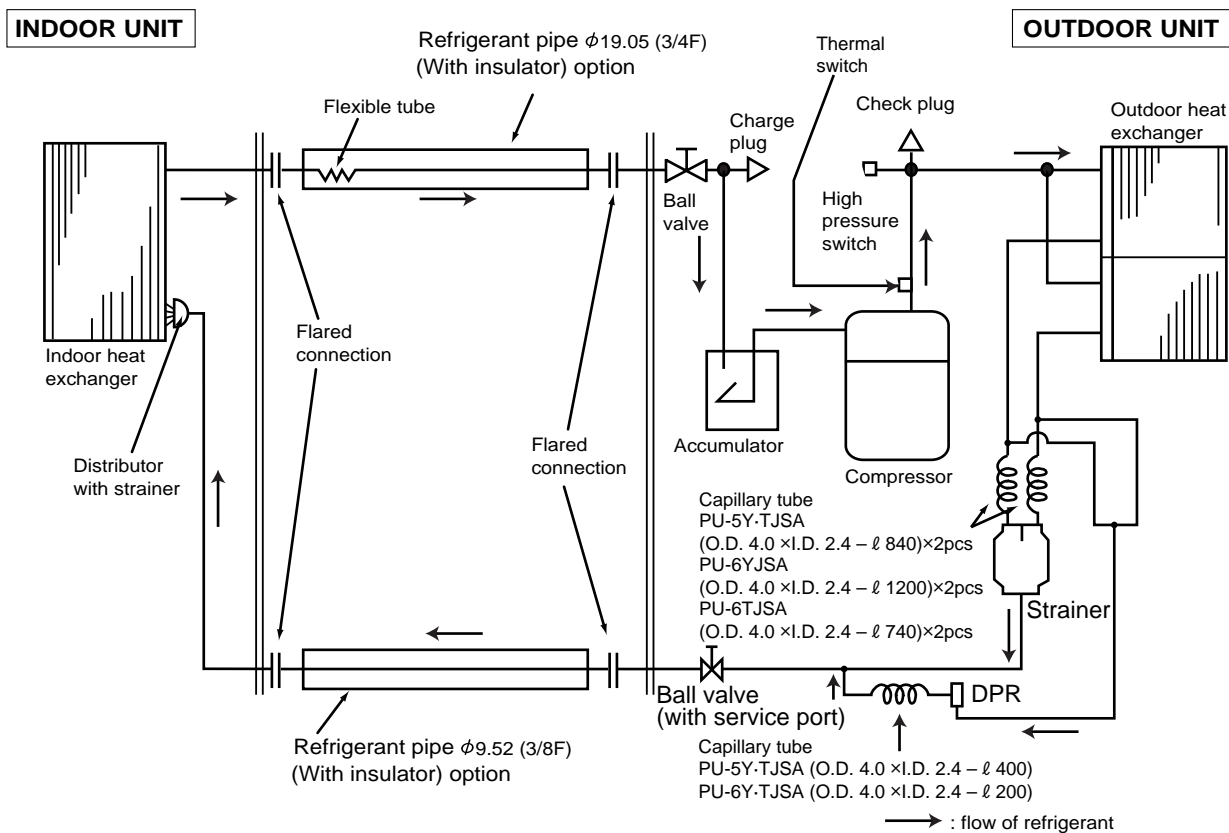 INDOOR UNIT
OUTDOOR UNIT
Refrigerant pipe φ19.05 (3/4F)
(With insulator) option
Thermal
switch
Flexible tube
Charge
plug
Check plug
Outdoor heat
exchanger
Ball
valve
High
pressure
switch
Indoor heat
exchanger
Flared
connection
Distributor
with strainer
Flared
connection
Accumulator
Compressor
Capillary tube
PU-5Y·TJSA
(O.D. 4.0 ×I.D. 2.4 – ℓ 840)×2pcs
PU-6YJSA
(O.D. 4.0 ×I.D. 2.4 – ℓ 1200)×2pcs
PU-6TJSA
(O.D. 4.0 ×I.D. 2.4 – ℓ 740)×2pcs
Strainer
Ball valve
(with service port)
DPR
Refrigerant pipe φ9.52 (3/8F)
(With insulator) option
Capillary tube
PU-5Y·TJSA (O.D. 4.0 ×I.D. 2.4 – ℓ 400)
PU-6Y·TJSA (O.D. 4.0 ×I.D. 2.4 – ℓ 200)
: flow of refrigerant